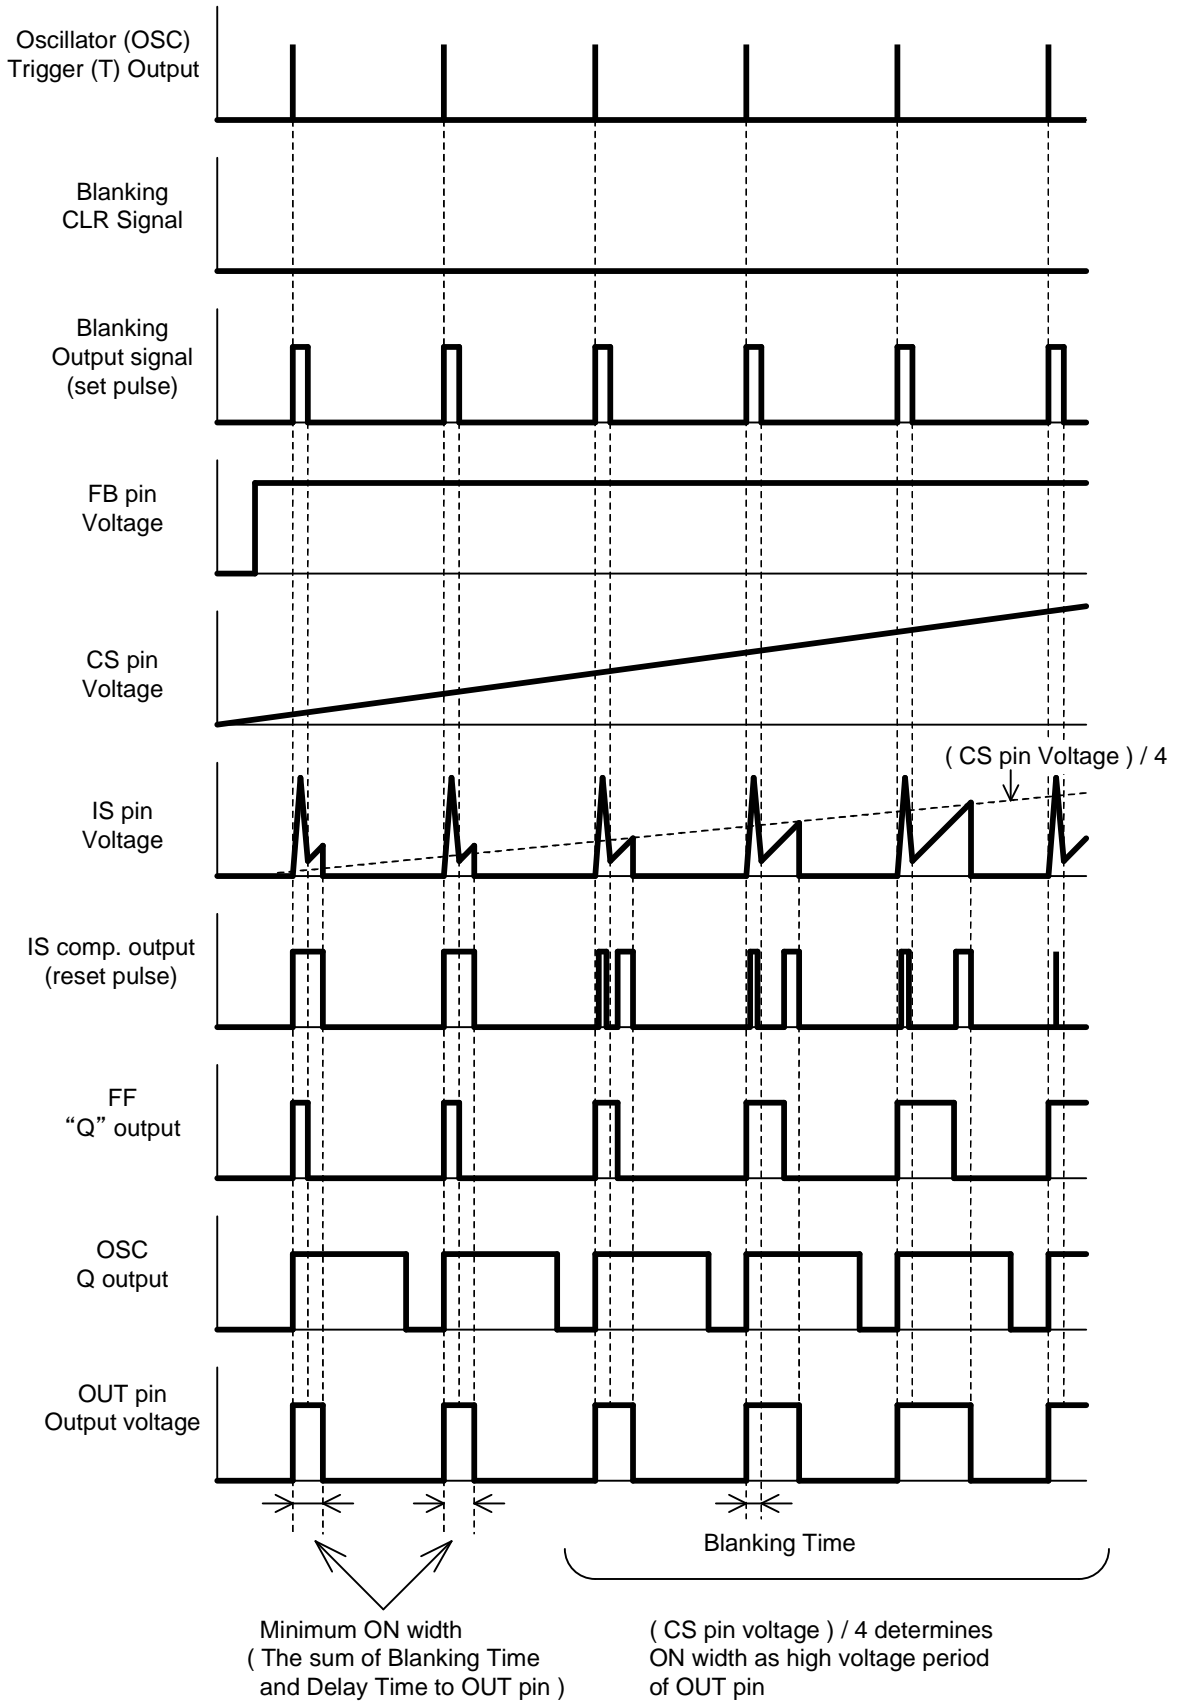 Oscillator (OSC)
Trigger (T) Output
Blanking
CLR Signal
Blanking
Output signal
(set pulse)
FB pin
Voltage
CS pin
Voltage
( CS pin Voltage ) / 4
IS pin
Voltage
IS comp. output
(reset pulse)
FF
“Q” output
OSC
Q output
OUT pin
Output voltage
Blanking Time
Minimum ON width
( The sum of Blanking Time
and Delay Time to OUT pin )
( CS pin voltage ) / 4 determines
ON width as high voltage period
of OUT pin